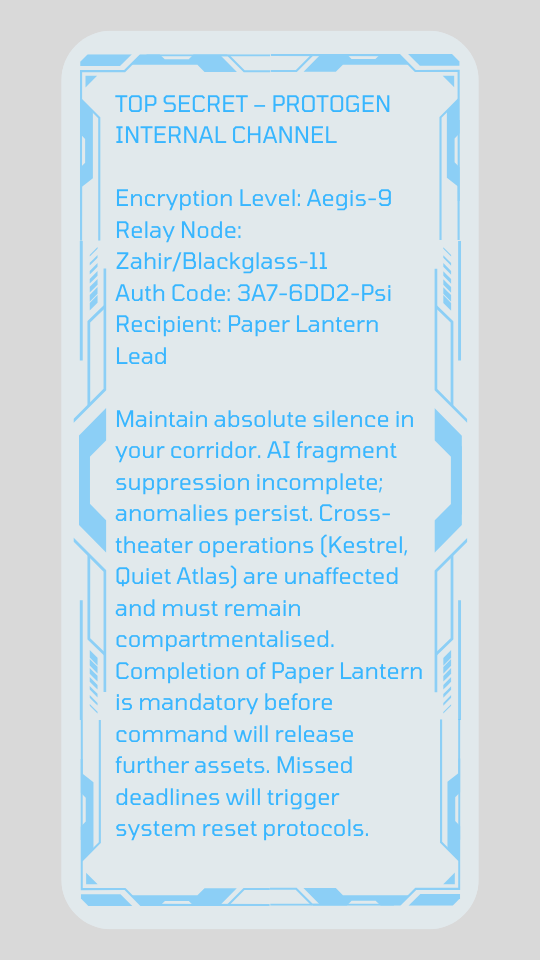 TOP SECRET – PROTOGEN
INTERNAL CHANNEL
Encryption Level: Aegis-9
Relay Node:
Zahir/Blackglass-11
Auth Code: 3A7-6DD2-Psi
Recipient: Paper Lantern
Lead
Maintain absolute silence in
your corridor. AI fragment
suppression incomplete;
anomalies persist. Cross-
theater operations (Kestrel,
Quiet Atlas) are unaffected
and must remain
compartmentalised.
Completion of Paper Lantern
is mandatory before
command will release
further assets. Missed
deadlines will trigger
system reset protocols.